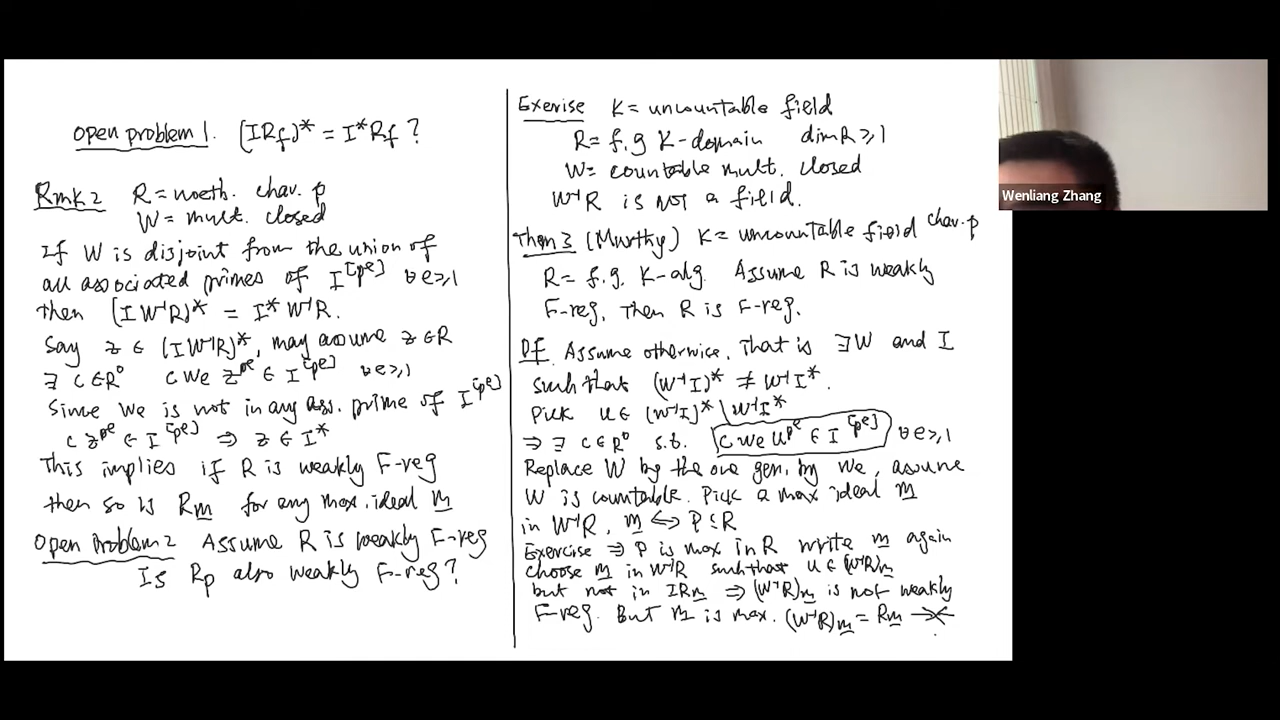 Open problem 1. (IR_f)^* = I^*R_f ?
Rmk 2 R = noeth. char. p
W = mult. closed
If W is disjoint from the union of
all associated primes of I^[p^e] ∀e≥1
then (IW^-1R)^* = I^*W^-1R.
Say z ∈ (IW^-1R)^*, may assume z ∈ R
∃ c ∈ R° c w_e z^{p^e} ∈ I^[p^e] ∀e≥1
Since w_e is not in any ass. prime of I^[p^e]
c z^{p^e} ∈ I^[p^e] ⇒ z ∈ I^*
This implies if R is weakly F-reg
then so is R_m for any max. ideal m
Open Problem 2 Assume R is weakly F-reg
Is R_p also weakly F-reg?
Exerise K = uncountable field
R = f.g K-domain dim R ≥ 1
W = countable mult. closed
W^-1R is not a field.
Thm 3 (Murthy) K = uncountable field char. p
R = f.g. K-alg. Assume R is weakly
F-reg. Then R is F-reg.
Pf. Assume otherwise. That is ∃W and I
such that (W^-1I)^* ≠ W^-1I^*.
Pick u ∈ (W^-1I)^* \ W^-1I^*
⇒ ∃ c ∈ R° s.t. c w_e u^{p^e} ∈ I^[p^e] ∀e≥1
Replace W by the one gen. by w_e, assume
W is countable. Pick a max ideal m
in W^-1R, m ↔ P ⊆ R
Exercise ⇒ P is max in R write m again
choose m in W^-1R such that u ∈ (W^-1R)_m
but not in IR_m ⇒ (W^-1R)_m is not weakly
F-reg. But m is max. (W^-1R)_m = R_m →←
Wenliang Zhang